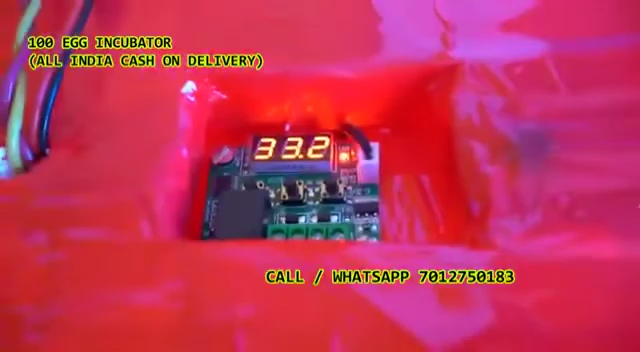 100 EGG INCUBATOR
(ALL INDIA CASH ON DELIVERY)
33.2
CALL / WHATSAPP 7012750183